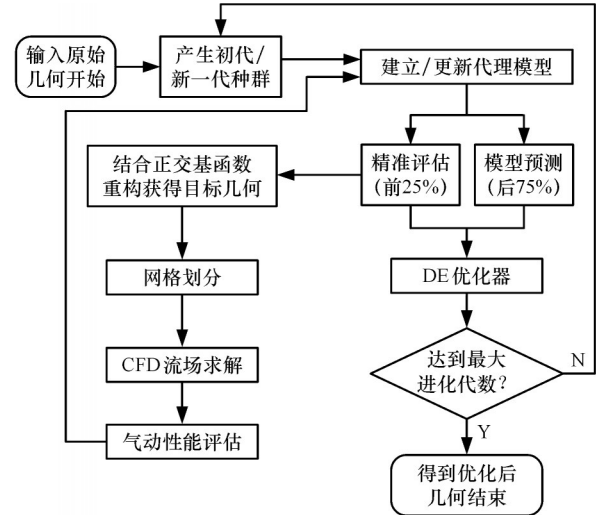 输入原始
几何开始
产生初代/
新一代种群
建立/更新代理模型
结合正交基函数
重构获得目标几何
精准评估
(前25%)
模型预测
(后75%)
网格划分
DE优化器
CFD流场求解
达到最大
进化代数?
N
气动性能评估
Y
得到优化后
几何结束